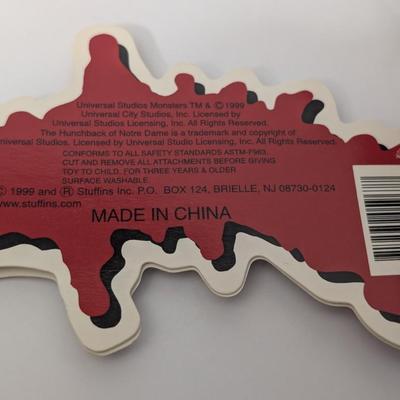 Universal Studios Monsters TM & © 1999
Universal City Studios, Inc. Licensed by
Universal Studios Licensing, Inc. All Rights Reserved.
The Hunchback of Notre Dame is a trademark and copyright of
Universal Studios. Licensed by Universal Studio Licensing, Inc. All Rights Reserved.
CONFORMS TO ALL SAFETY STANDARDS ASTM-F963.
CUT AND REMOVE ALL ATTACHMENTS BEFORE GIVING
TOY TO CHILD. FOR THREE YEARS & OLDER
SURFACE WASHABLE.
© 1999 and ® Stuffins Inc. P.O. BOX 124, BRIELLE, NJ 08730-0124
www.stuffins.com
MADE IN CHINA